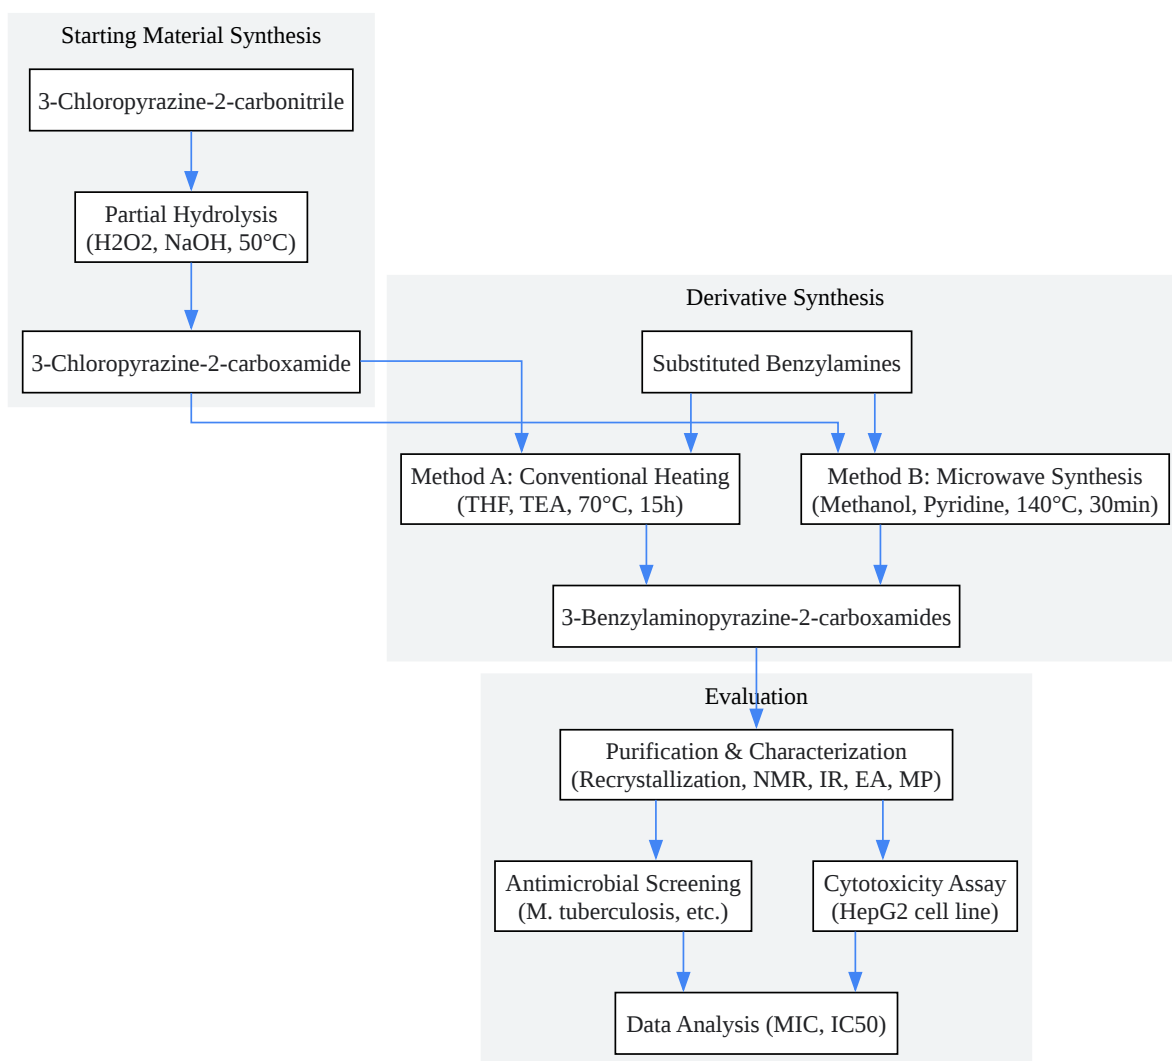 Starting Material Synthesis
3-Chloropyrazine-2-carbonitrile
Partial Hydrolysis
(H2O2, NaOH, 50°C)
3-Chloropyrazine-2-carboxamide
Derivative Synthesis
Substituted Benzylamines
Method A: Conventional Heating
(THF, TEA, 70°C, 15h)
Method B: Microwave Synthesis
(Methanol, Pyridine, 140°C, 30min)
3-Benzylaminopyrazine-2-carboxamides
Evaluation
Purification & Characterization
(Recrystallization, NMR, IR, EA, MP)
Antimicrobial Screening
(M. tuberculosis, etc.)
Cytotoxicity Assay
(HepG2 cell line)
Data Analysis (MIC, IC50)